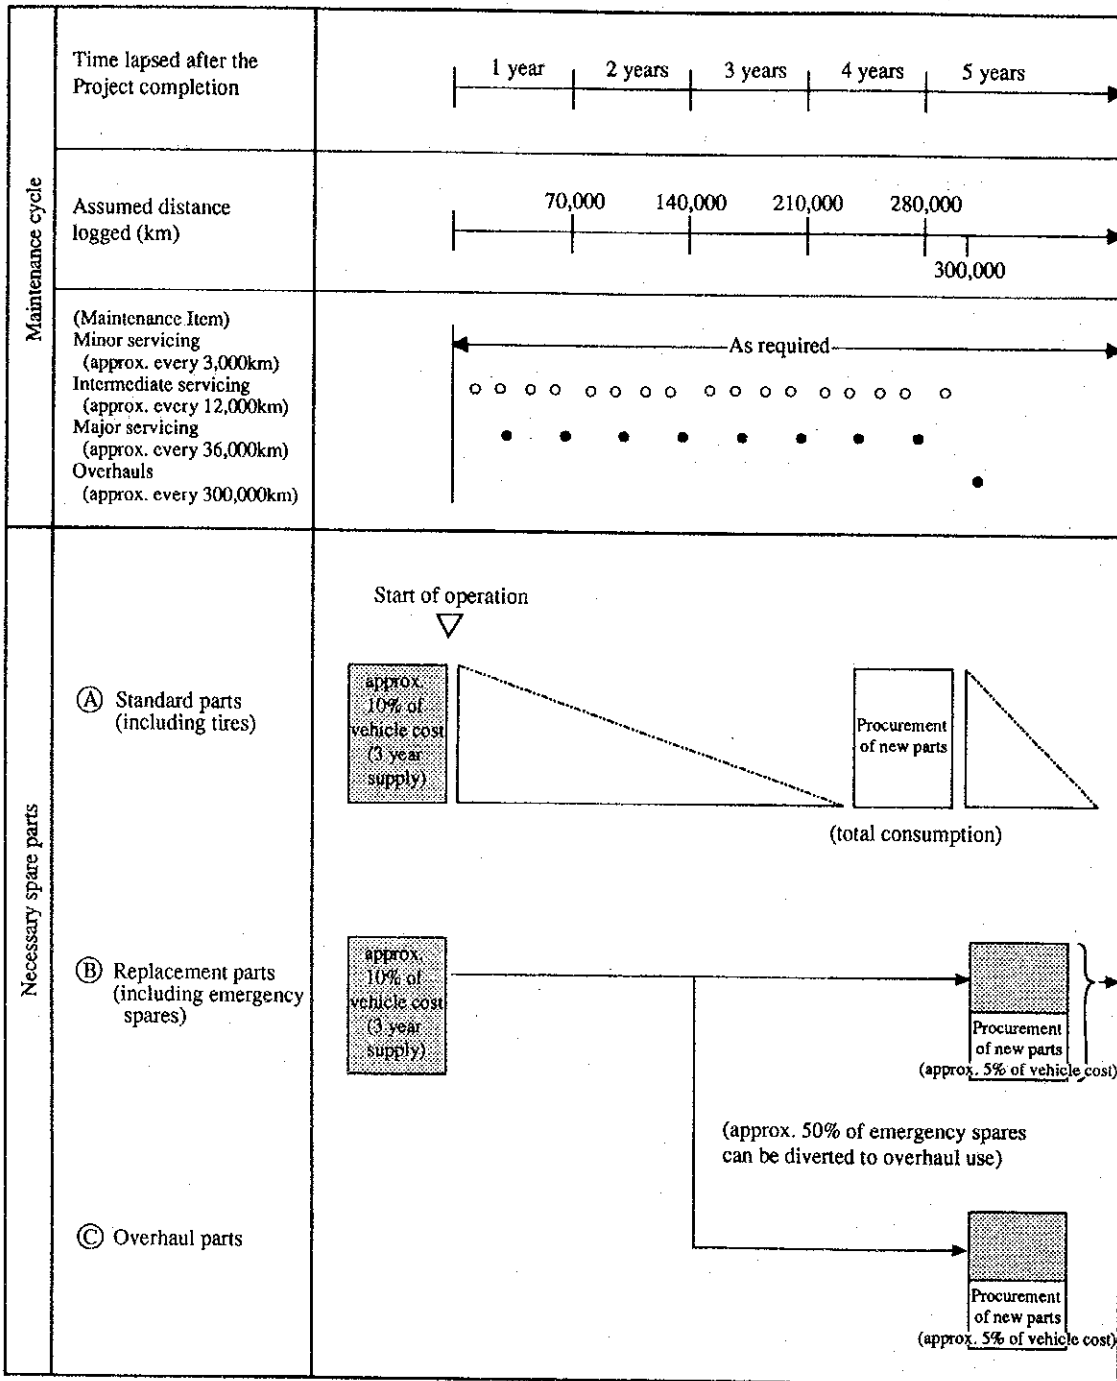 Maintenance cycle
Time lapsed after the
Project completion
1 year
2 years
3 years
4 years
5 years
Assumed distance
logged (km)
70,000
140,000
210,000
280,000
300,000
(Maintenance Item)
Minor servicing
(approx. every 3,000km)
Intermediate servicing
(approx. every 12,000km)
Major servicing
(approx. every 36,000km)
Overhauls
(approx. every 300,000km)
As required
Necessary spare parts
Start of operation
Ⓐ Standard parts
(including tires)
approx.
10% of
vehicle cost
(3 year
supply)
Procurement
of new parts
(total consumption)
Ⓑ Replacement parts
(including emergency
spares)
approx.
10% of
vehicle cost
(3 year
supply)
Procurement
of new parts
(approx. 5% of vehicle cost)
(approx. 50% of emergency spares
can be diverted to overhaul use)
Ⓒ Overhaul parts
Procurement
of new parts
(approx. 5% of vehicle cost)